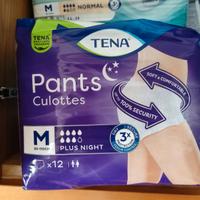 M
NORMAL
TENA
TENA
Pants
Culottes
SOFT & COMFORTABLE
100% SECURITY
M
PLUS NIGHT
3x
x12